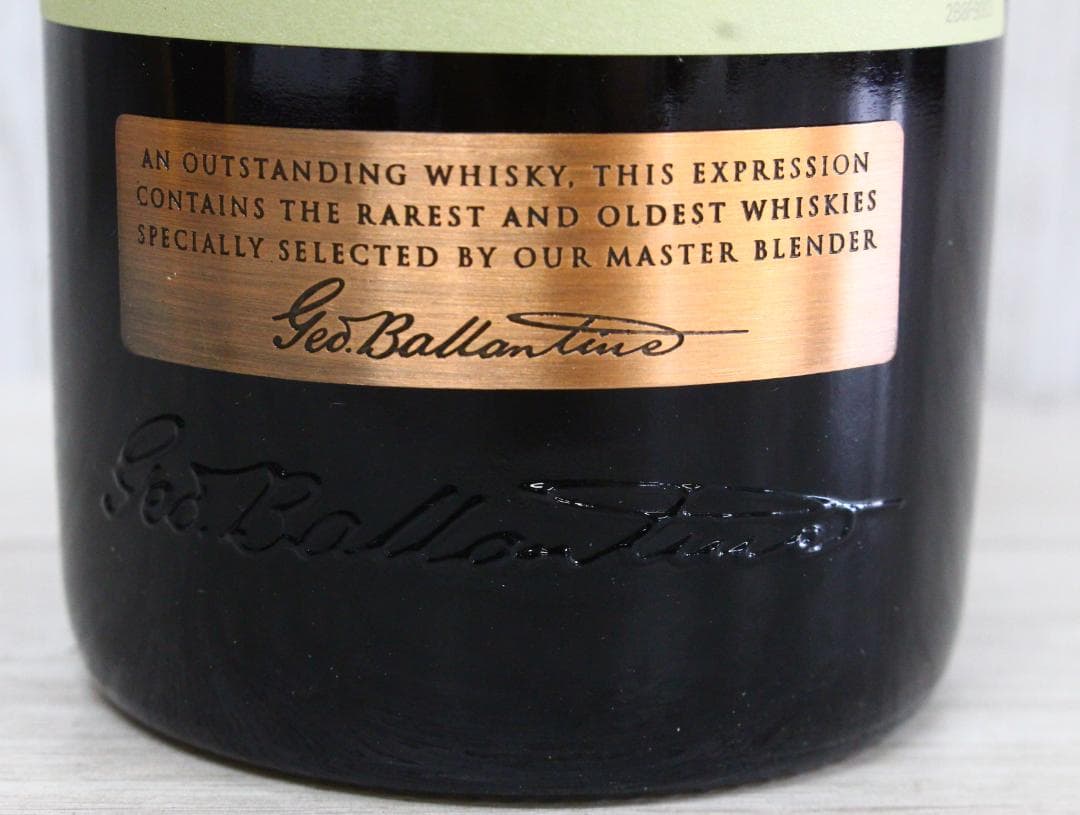 AN OUTSTANDING WHISKY, THIS EXPRESSION
CONTAINS THE RAREST AND OLDEST WHISKIES
SPECIALLY SELECTED BY OUR MASTER BLENDER
Geo. Ballantine
Geo. Ballantine